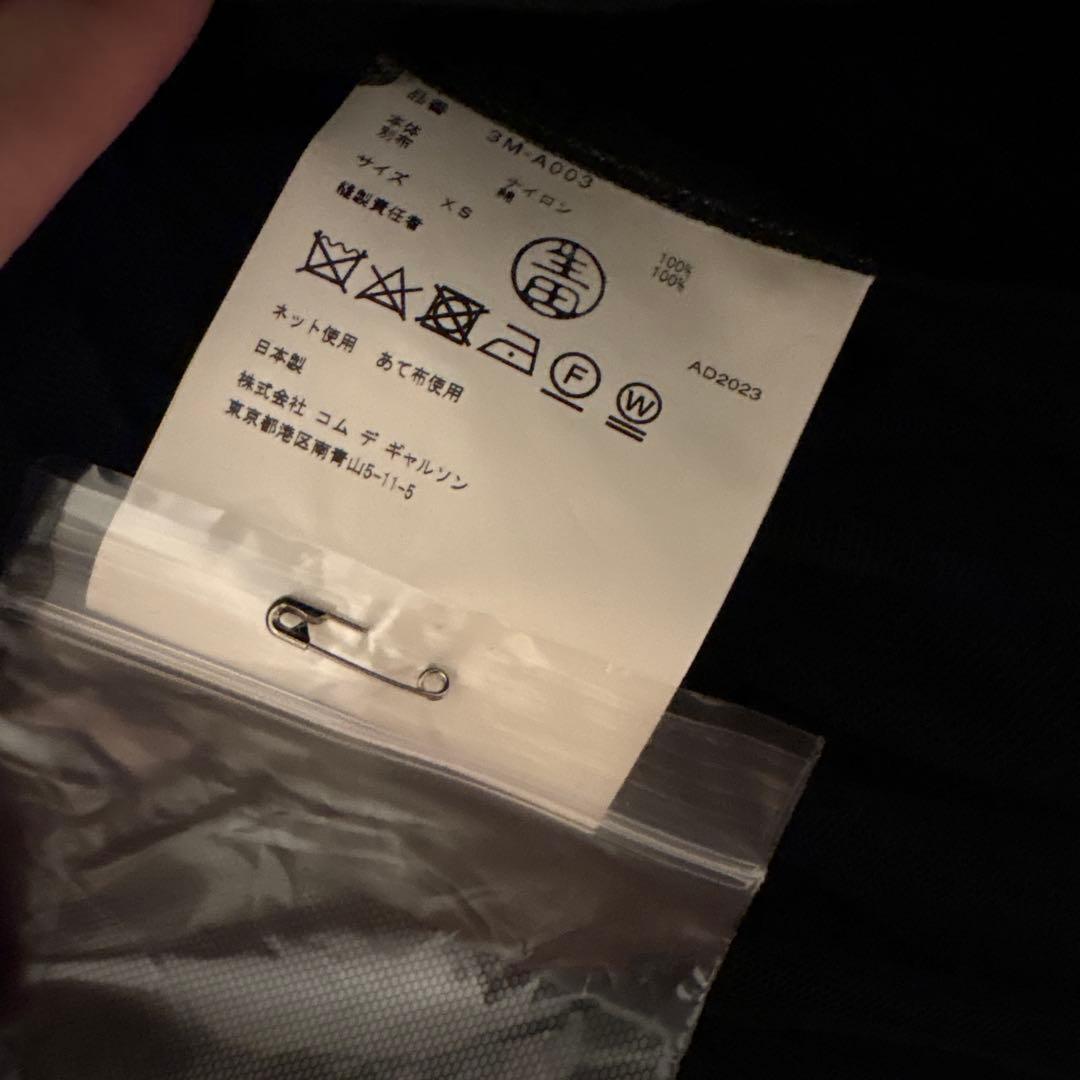 品番 3M-A003
本体 ナイロン 100%
別布 綿 100%
サイズ XS
縫製責任者 生田
F W
AD2023
ネット使用 あて布使用
日本製
株式会社 コム デ ギャルソン
東京都港区南青山5-11-5